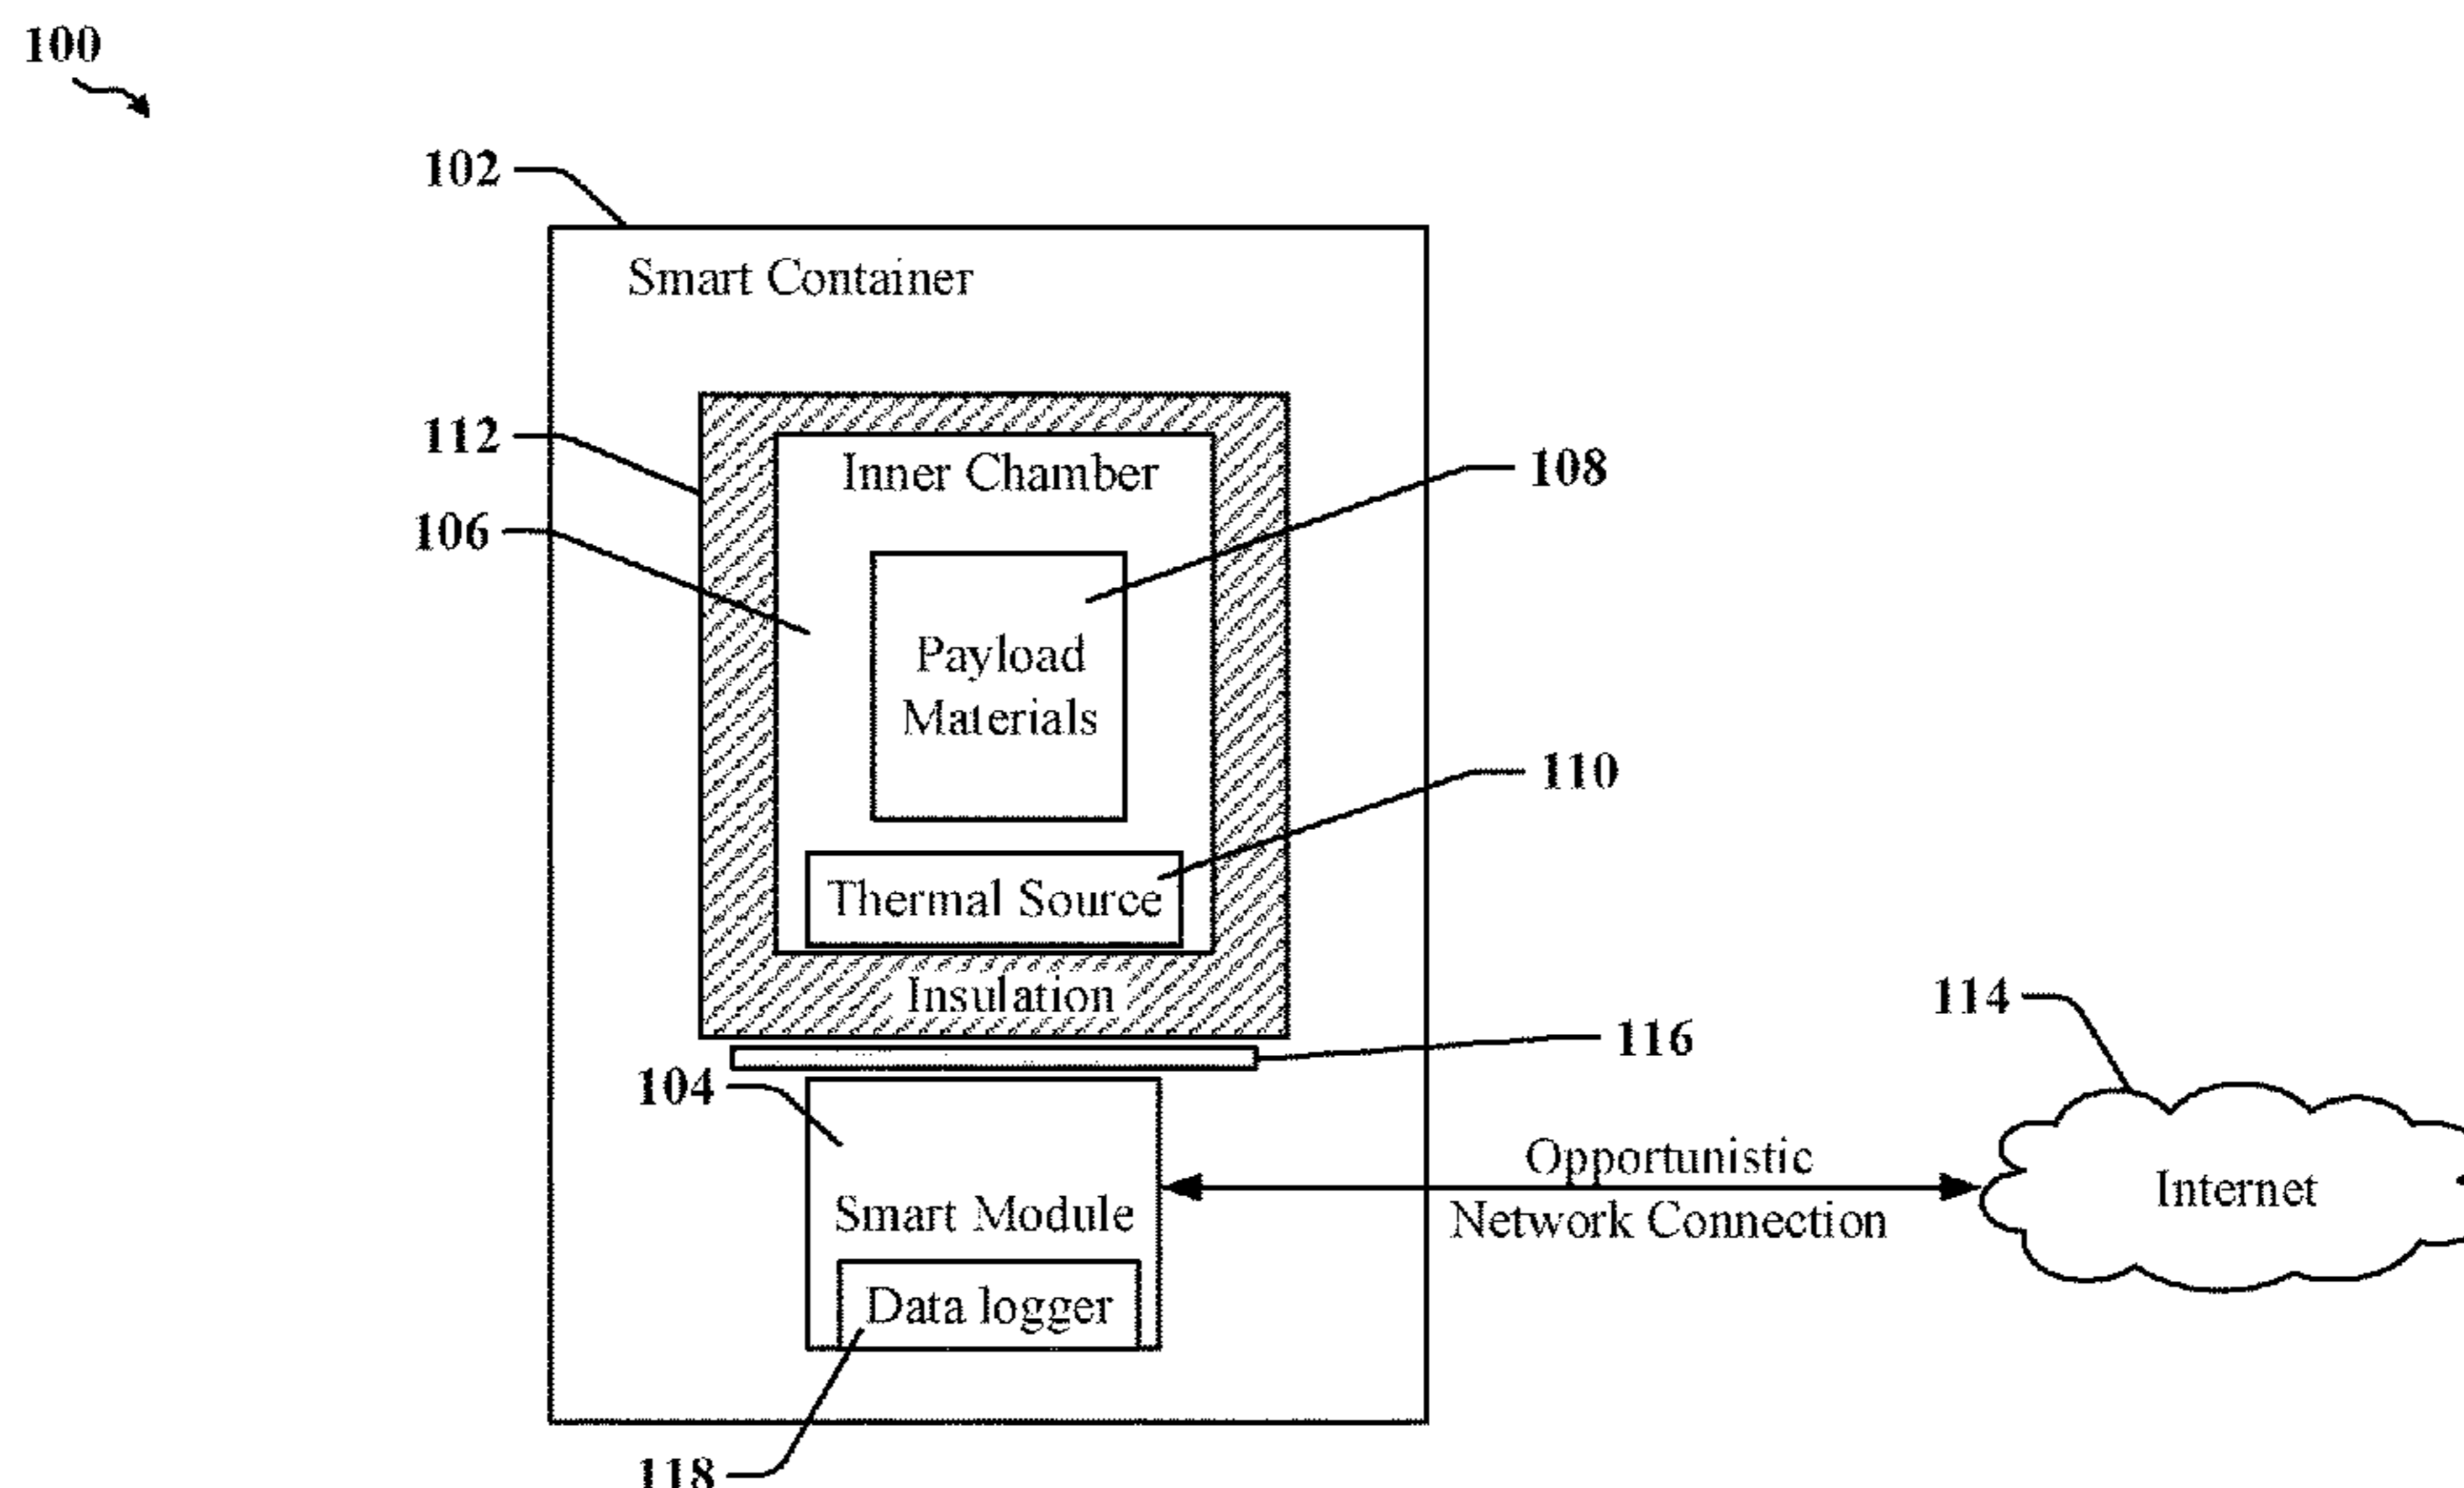 100
102
Smart Container
112
Inner Chamber
108
106
Payload
Materials
110
Thermal Source
Insulation
114
116
104
Opportunistic
Internet
Smart Module
Network Connection
Data logger
118